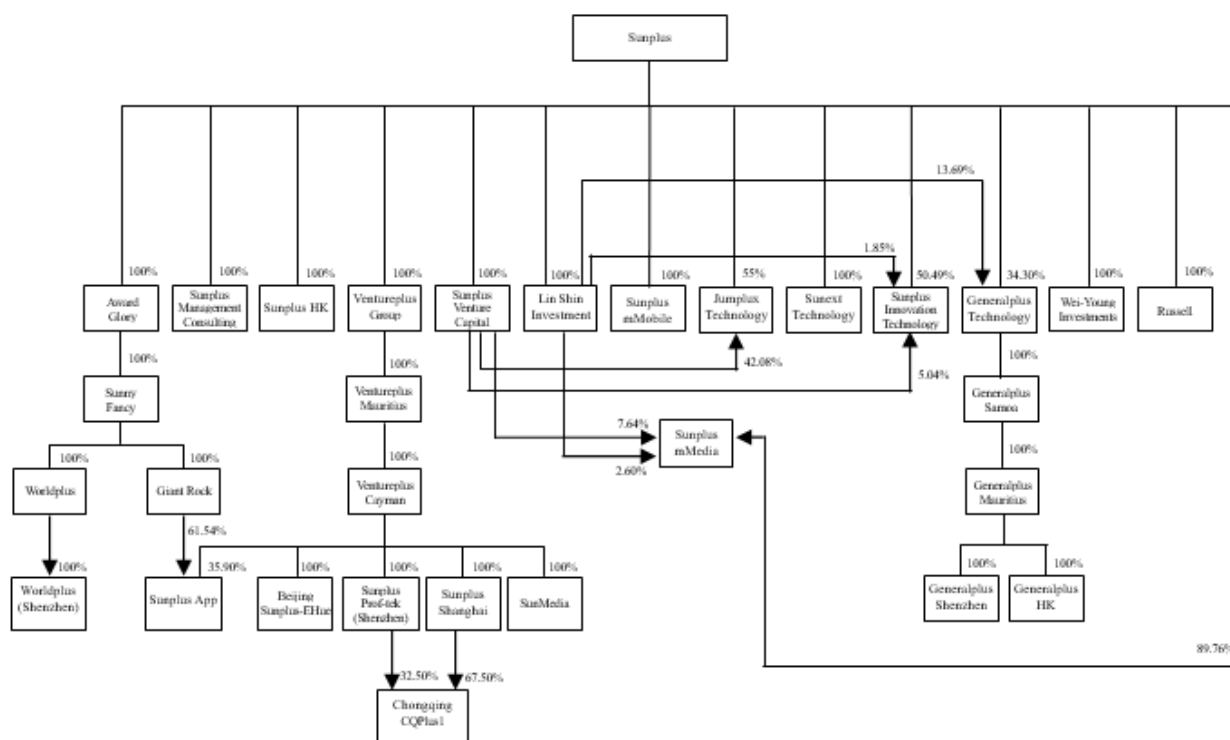 Sunplus
13.69%
1.85%
100%
100%
100%
100%
100%
100%
100%
55%
100%
50.49%
34.30%
100%
100%
Award
Glory
Sunplus
Management
Consulting
Sunplus HK
Ventureplus
Group
Sunplus
Venture
Capital
Lin Shin
Investment
Sunplus
mMobile
Jumplux
Technology
Sunext
Technology
Sunplus
Innovation
Technology
Generalplus
Technology
Wei-Young
Investments
Russell
100%
100%
42.08%
5.04%
100%
Sunny
Fancy
Ventureplus
Mauritius
Generalplus
Samoa
7.64%
Sunplus
mMedia
2.60%
100%
100%
100%
100%
Worldplus
Giant Rock
Ventureplus
Cayman
Generalplus
Mauritius
61.54%
100%
35.90%
100%
100%
100%
100%
100%
100%
Worldplus
(Shenzhen)
Sunplus App
Beijing
Sunplus-EHue
Sunplus
Prof-tek
(Shenzhen)
Sunplus
Shanghai
SunMedia
Generalplus
Shenzhen
Generalplus
HK
89.76%
32.50%
67.50%
Chongqing
CQPlus1